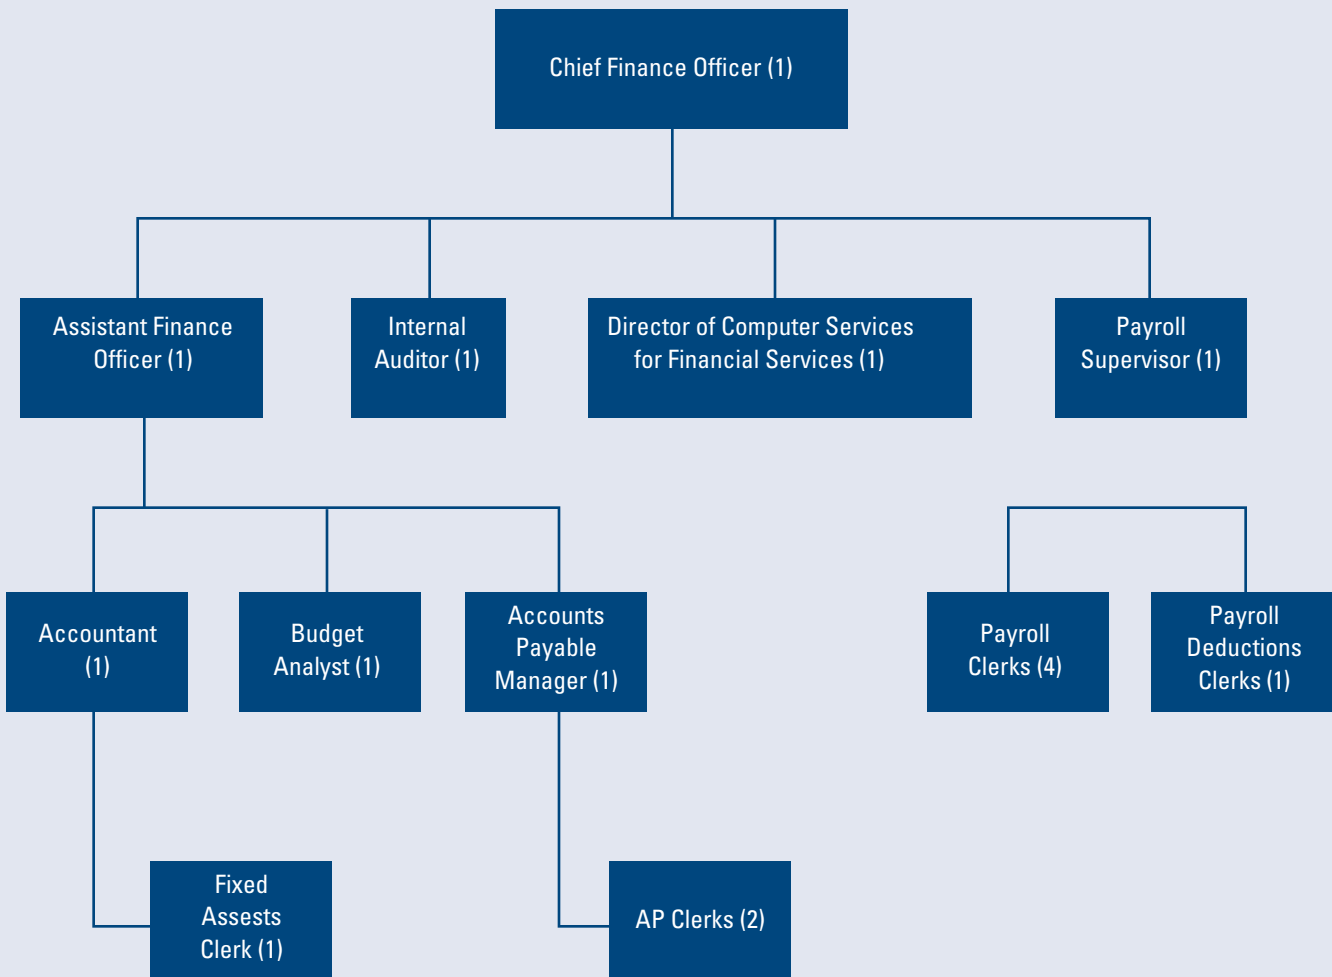 Chief Finance Officer (1)
Assistant Finance
Officer (1)
Internal
Auditor (1)
Director of Computer Services
for Financial Services (1)
Payroll
Supervisor (1)
Accountant
(1)
Budget
Analyst (1)
Accounts
Payable
Manager (1)
Payroll
Clerks (4)
Payroll
Deductions
Clerks (1)
Fixed
Assests
Clerk (1)
AP Clerks (2)